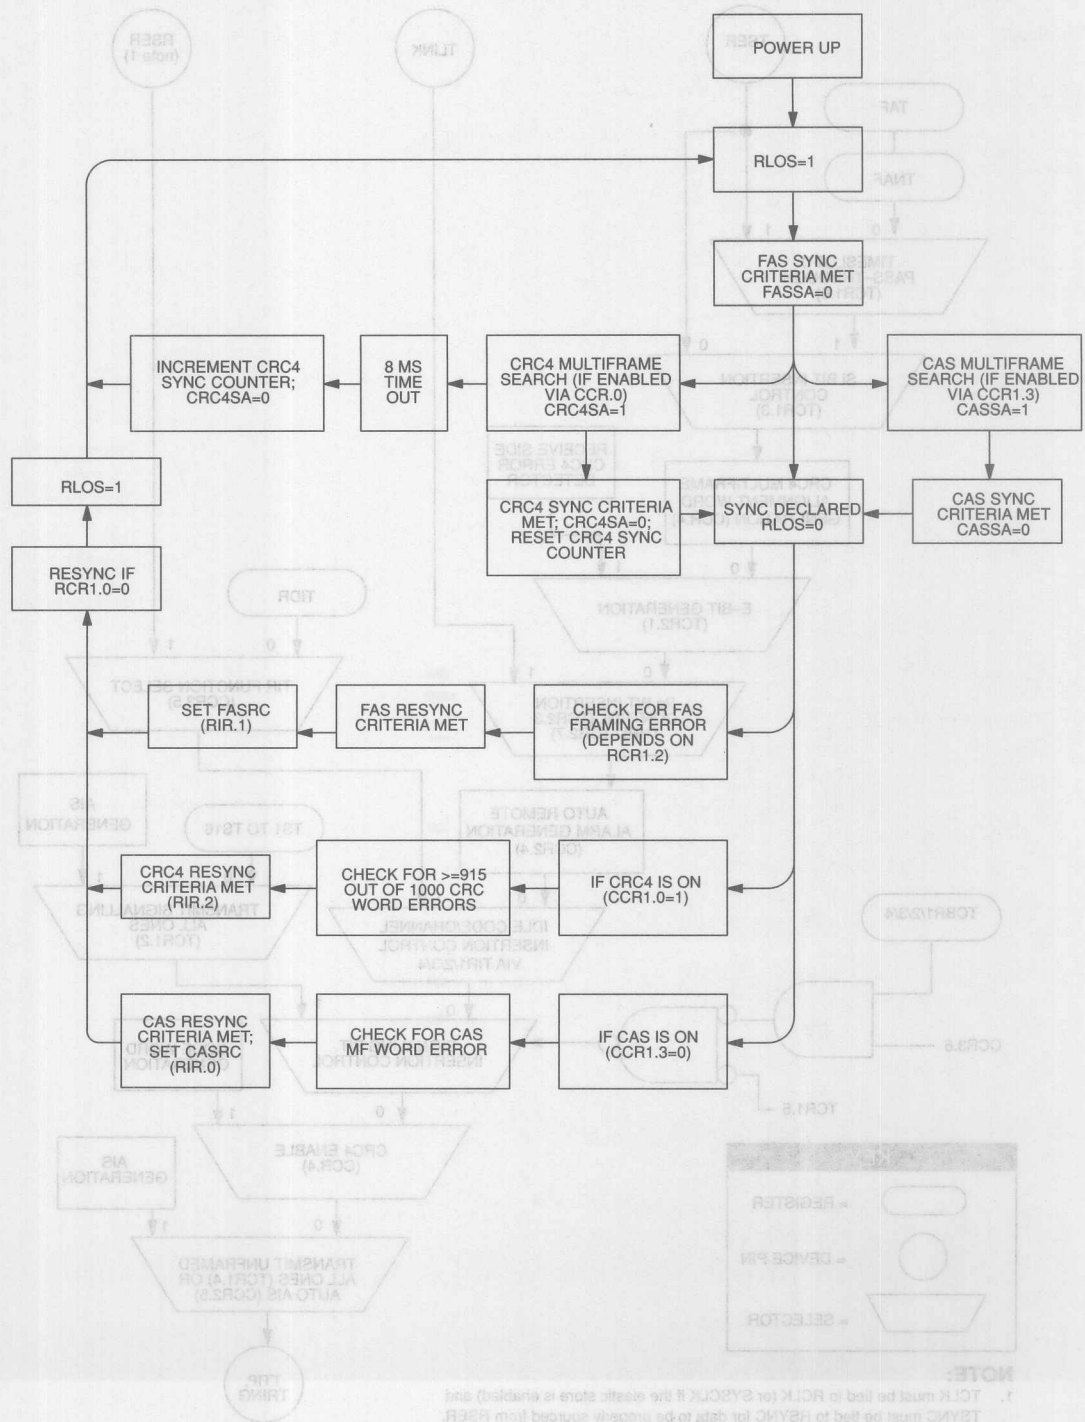 POWER UP
RLOS=1
FAS SYNC
CRITERIA MET
FASSA=0
INCREMENT CRC4
SYNC COUNTER;
CRC4SA=0
8 MS
TIME
OUT
CRC4 MULTIFRAME
SEARCH (IF ENABLED
VIA CCR.0)
CRC4SA=1
CAS MULTIFRAME
SEARCH (IF ENABLED
VIA CCR1.3)
CASSA=1
RLOS=1
CRC4 SYNC CRITERIA
MET; CRC4SA=0;
RESET CRC4 SYNC
COUNTER
SYNC DECLARED
RLOS=0
CAS SYNC
CRITERIA MET
CASSA=0
RESYNC IF
RCR1.0=0
SET FASRC
(RIR.1)
FAS RESYNC
CRITERIA MET
CHECK FOR FAS
FRAMING ERROR
(DEPENDS ON
RCR1.2)
CRC4 RESYNC
CRITERIA MET
(RIR.2)
CHECK FOR >=915
OUT OF 1000 CRC
WORD ERRORS
IF CRC4 IS ON
(CCR1.0=1)
CAS RESYNC
CRITERIA MET;
SET CASRC
(RIR.0)
CHECK FOR CAS
MF WORD ERROR
IF CAS IS ON
(CCR1.3=0)